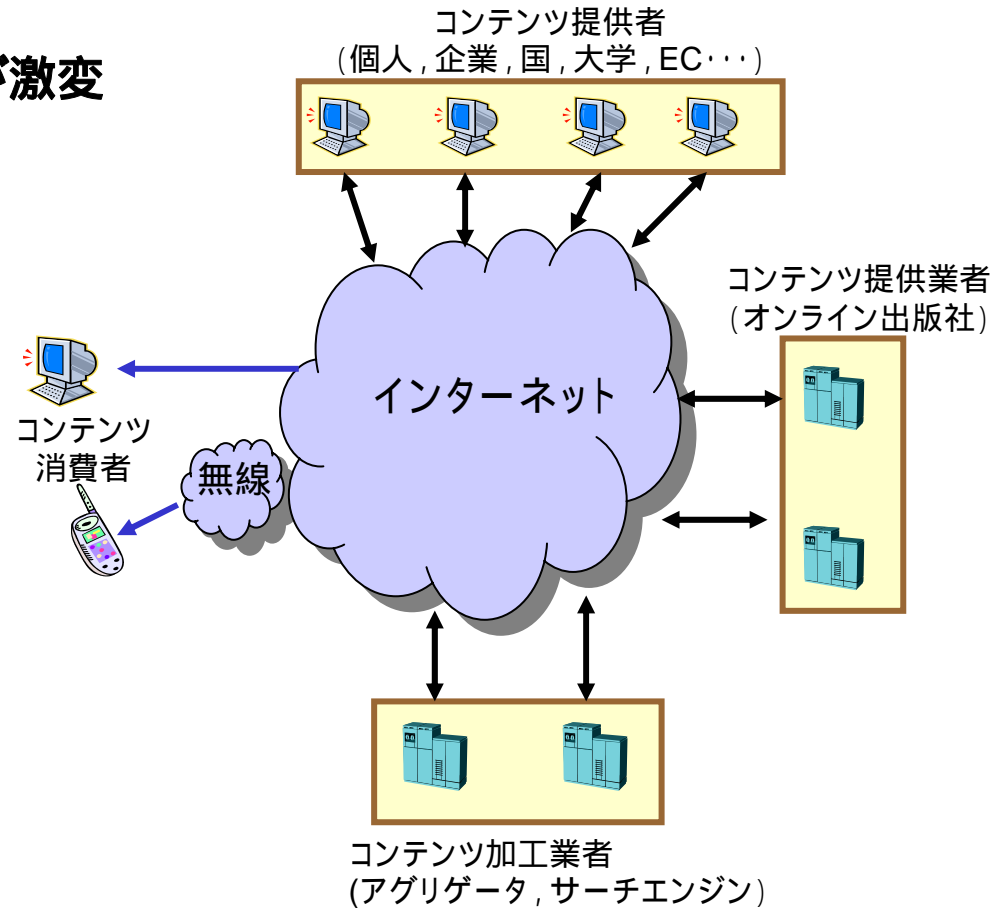 が激変
コンテンツ提供者
(個人,企業,国,大学,EC･･･)
コンテンツ提供業者
(オンライン出版社)
インターネット
コンテンツ
消費者
無線
コンテンツ加工業者
(アグリゲータ,サーチエンジン)